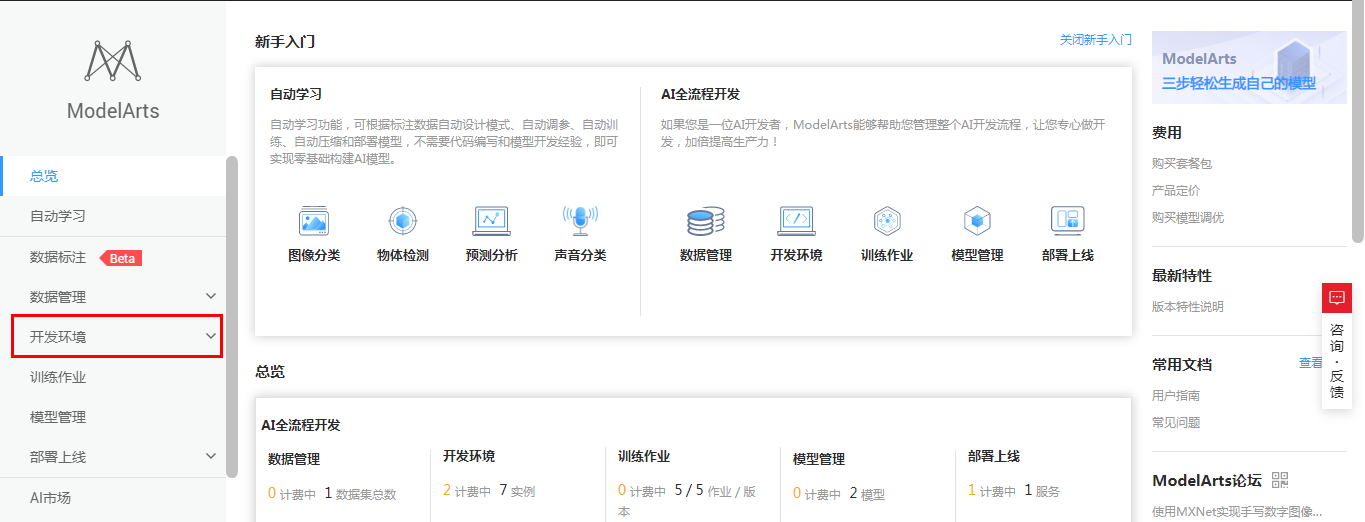 ModelArts
总览
自动学习
数据标注 Beta
数据管理
开发环境
训练作业
模型管理
部署上线
AI市场
新手入门 关闭新手入门
自动学习
自动学习功能，可根据标注数据自动设计模式、自动调参、自动训
练、自动压缩和部署模型，不需要代码编写和模型开发经验，即可
实现零基础构建AI模型。
图像分类 物体检测 预测分析 声音分类
AI全流程开发
如果您是一位AI开发者，ModelArts能够帮助您管理整个AI开发流程，让您专心做开
发，加倍提高生产力！
数据管理 开发环境 训练作业 模型管理 部署上线
总览
AI全流程开发
数据管理
0 计费中 1 数据集总数
开发环境
2 计费中 7 实例
训练作业
0 计费中 5 / 5 作业 / 版
本
模型管理
0 计费中 2 模型
部署上线
1 计费中 1 服务
ModelArts
三步轻松生成自己的模型
费用
购买套餐包
产品定价
购买模型调优
最新特性
版本特性说明
常用文档 查看
用户指南
常见问题
ModelArts论坛
使用MXNet实现手写数字图像...
咨询·反馈